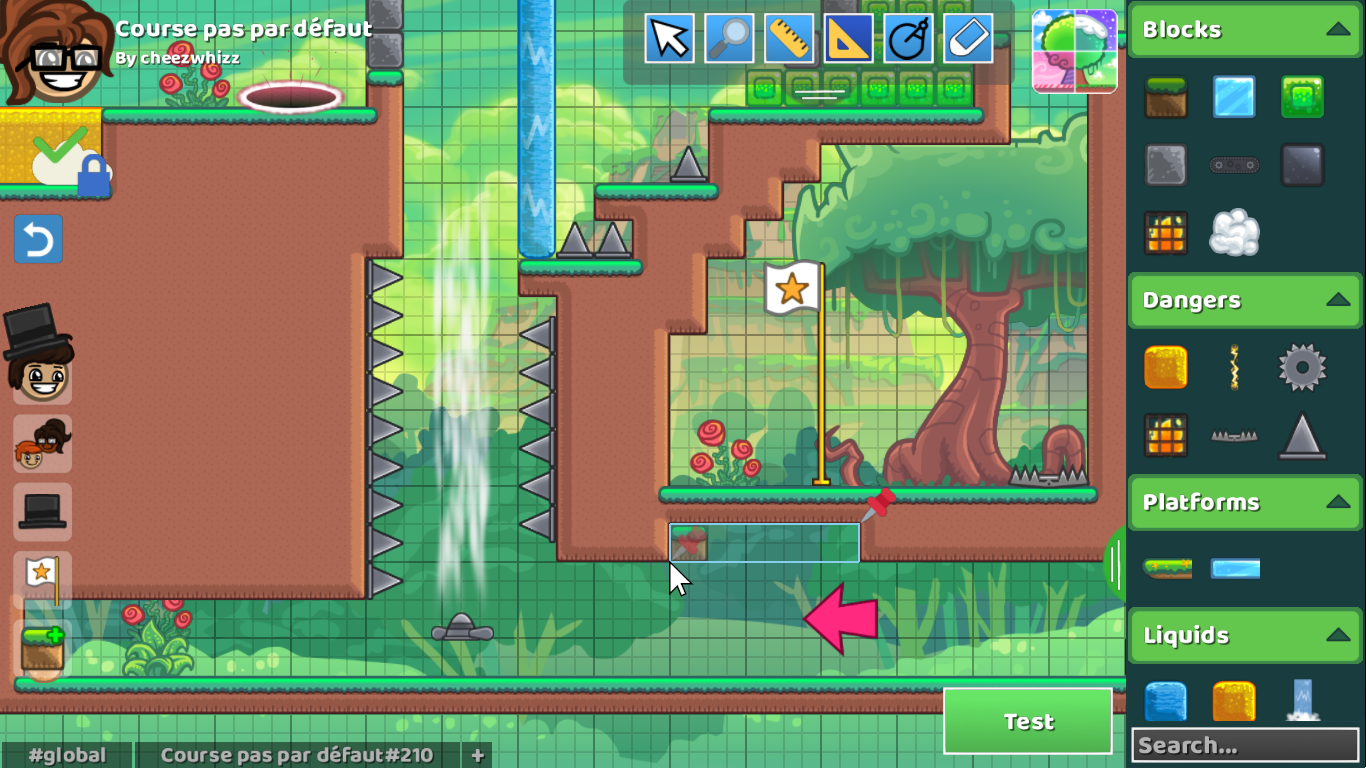 Course pas par défaut
By cheezwhizz
Blocks
Dangers
Platforms
Liquids
Test
Search...
#global
Course pas par défaut#210
+